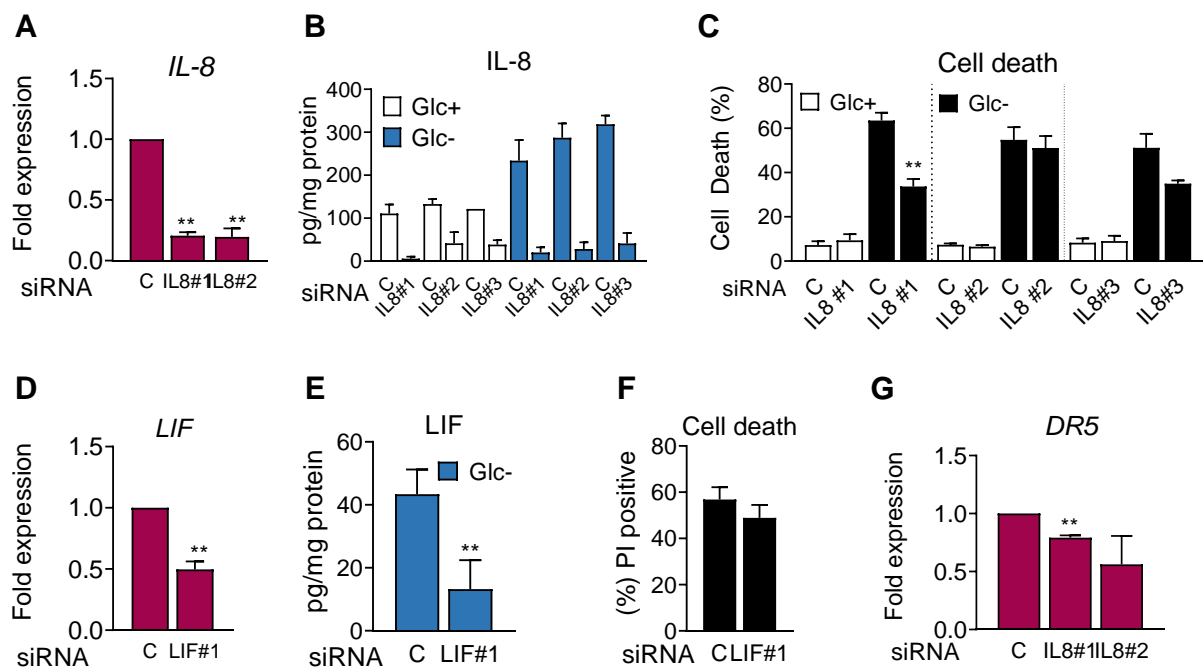 A
IL-8
Fold expression
1.5
1.0
0.5
0.0
**
**
siRNA
C IL8#1 IL8#2
B
IL-8
pg/mg protein
400
300
200
100
0
Glc+
Glc-
siRNA
C IL8#1 C IL8#2 C IL8#3 C IL8#1 C IL8#2 C IL8#3
C
Cell death
Cell Death (%)
80
60
40
20
0
Glc+
Glc-
**
siRNA
C IL8 #1 C IL8 #1 C IL8 #2 C IL8 #2 C IL8#3 C IL8#3
D
LIF
Fold expression
1.5
1.0
0.5
0.0
**
siRNA
C LIF#1
E
LIF
pg/mg protein
60
40
20
0
Glc-
**
siRNA
C LIF#1
F
Cell death
(%) PI positive
80
60
40
20
0
siRNA
C LIF#1
G
DR5
Fold expression
1.5
1.0
0.5
0.0
**
siRNA
C IL8#1 IL8#2